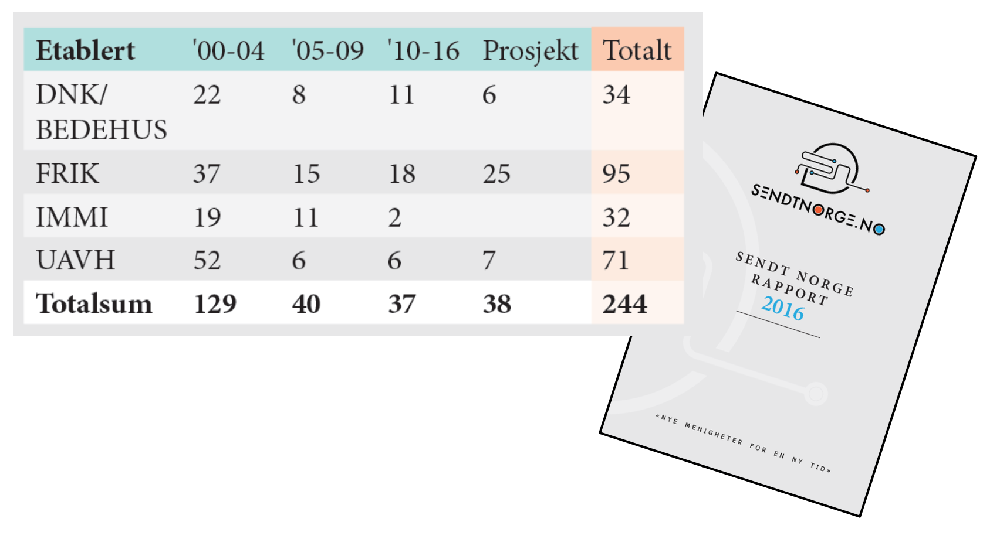 Etablert '00-04 '05-09 '10-16 Prosjekt Totalt
DNK/ 22 8 11 6 34
BEDEHUS
FRIK 37 15 18 25 95
IMMI 19 11 2 32
UAVH 52 6 6 7 71
Totalsum 129 40 37 38 244
SENDTNORGE.NO
SENDT NORGE
RAPPORT
2016
«NYE MENIGHETER FOR EN NY TID»